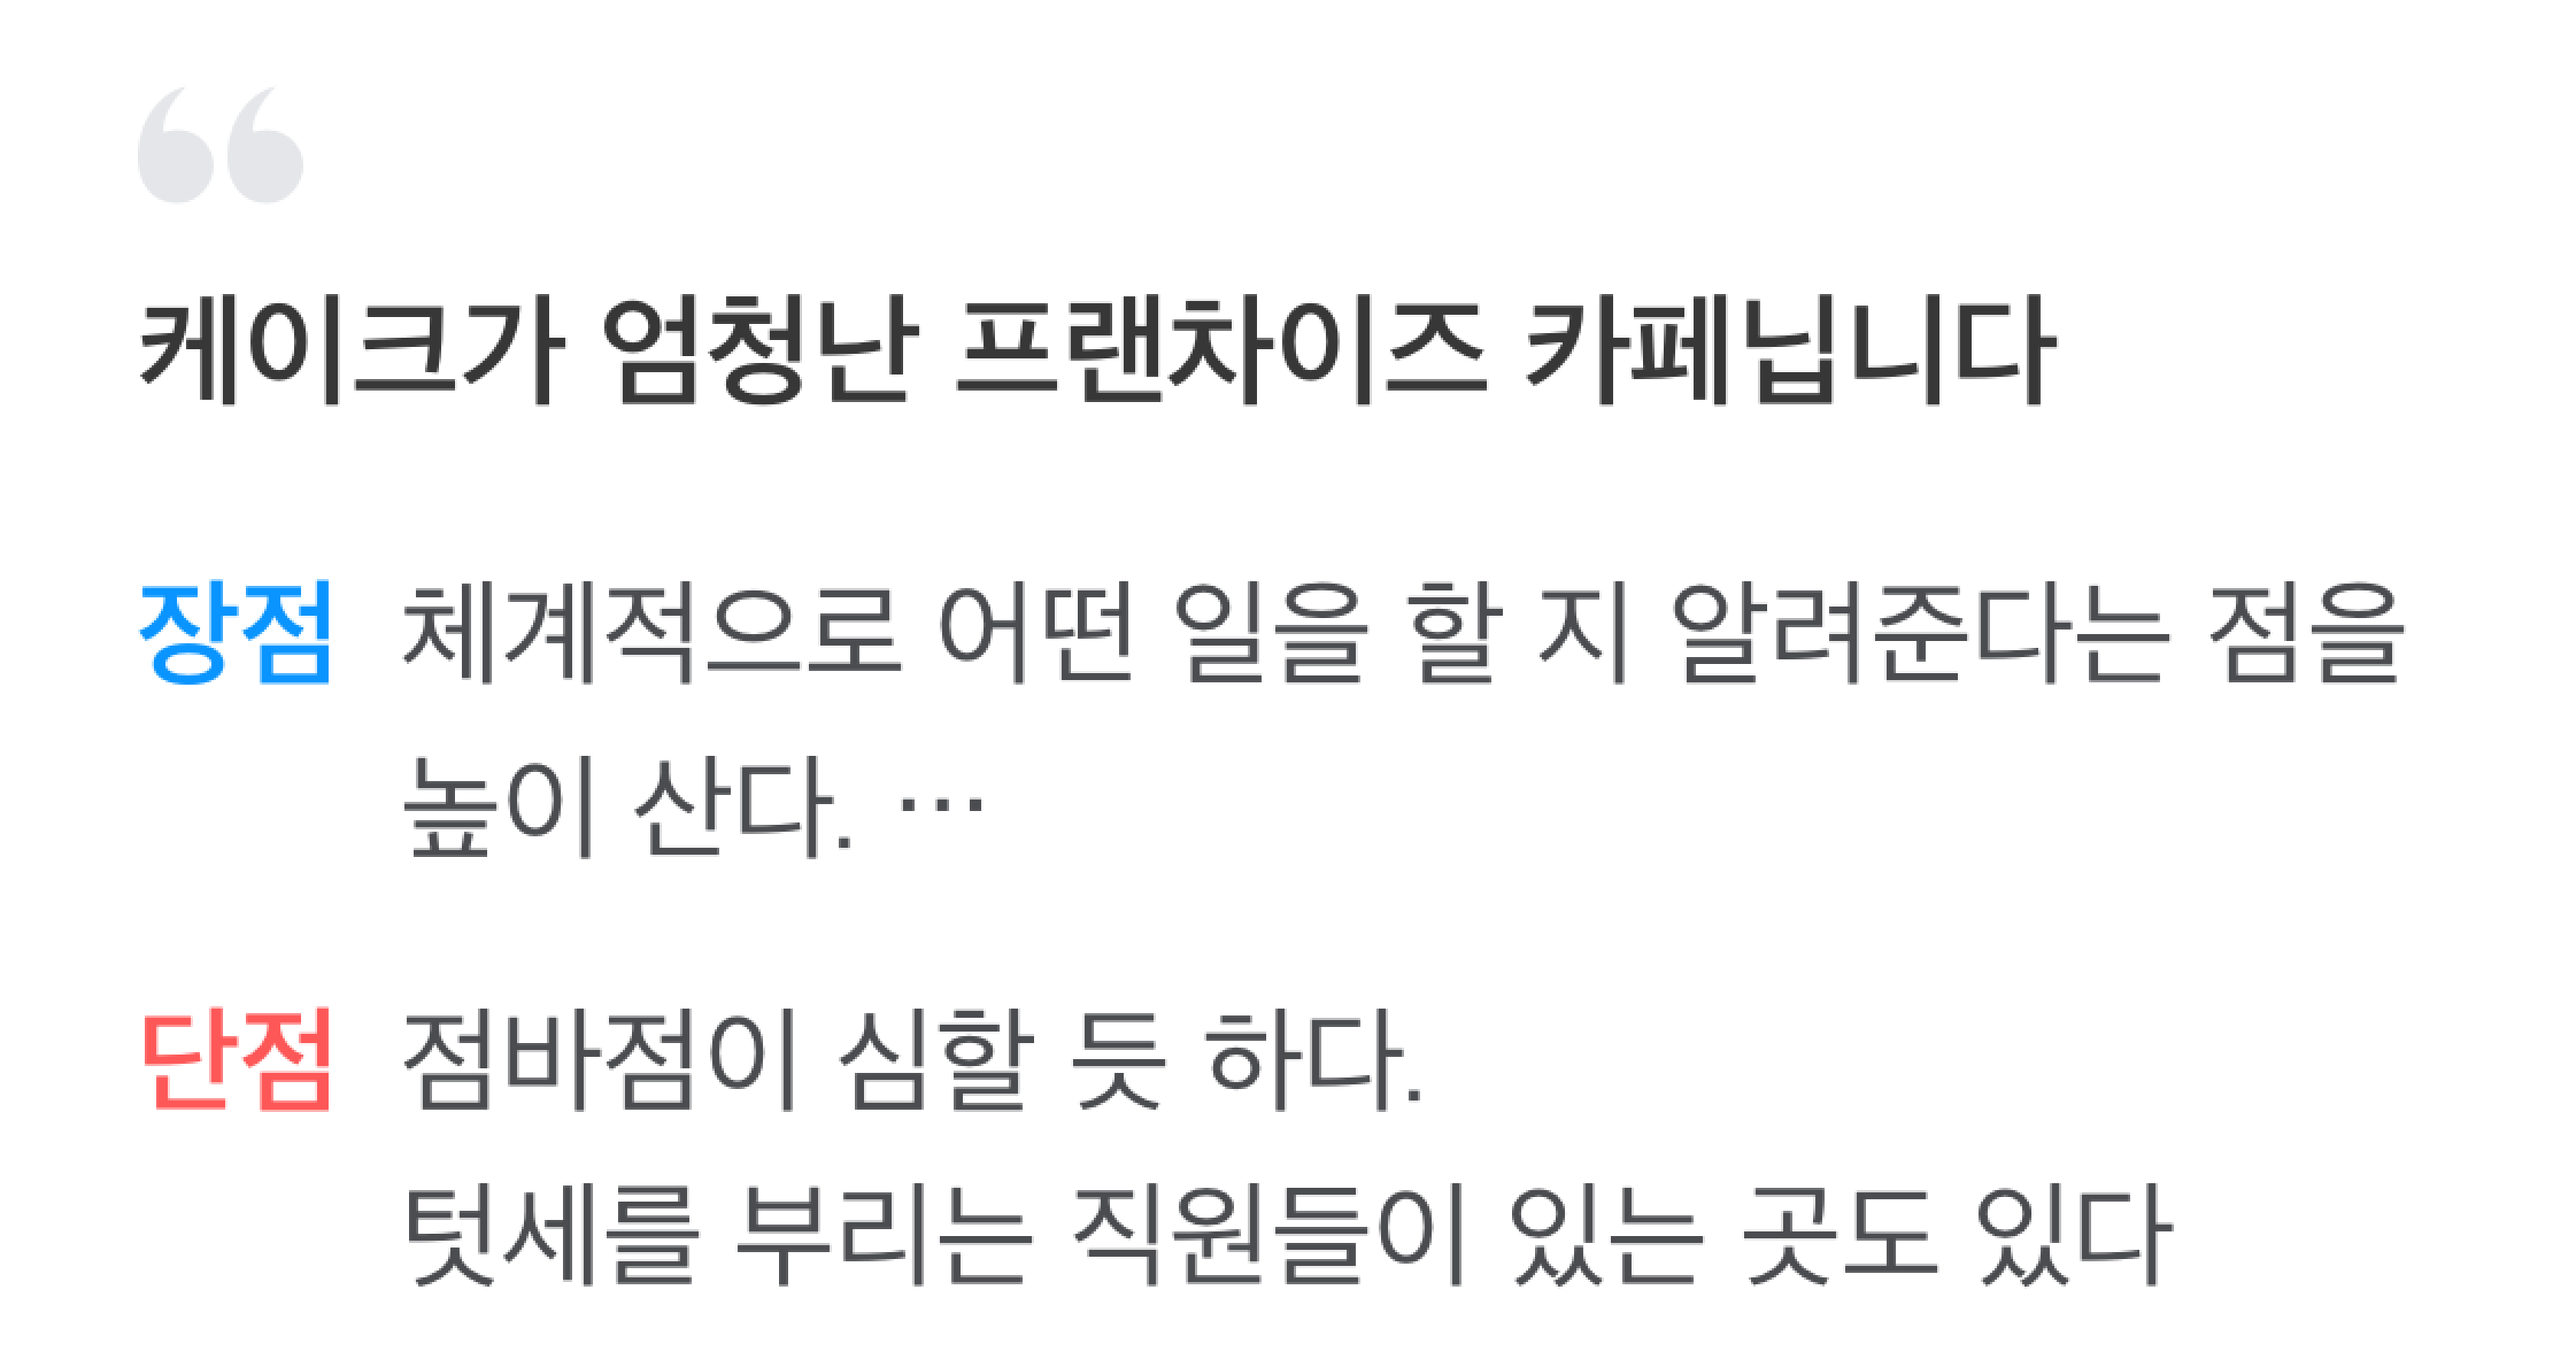 “
케이크가 엄청난 프랜차이즈 카페닙니다
장점 체계적으로 어떤 일을 할 지 알려준다는 점을
높이 산다. …
단점 점바점이 심할 듯 하다.
텃세를 부리는 직원들이 있는 곳도 있다